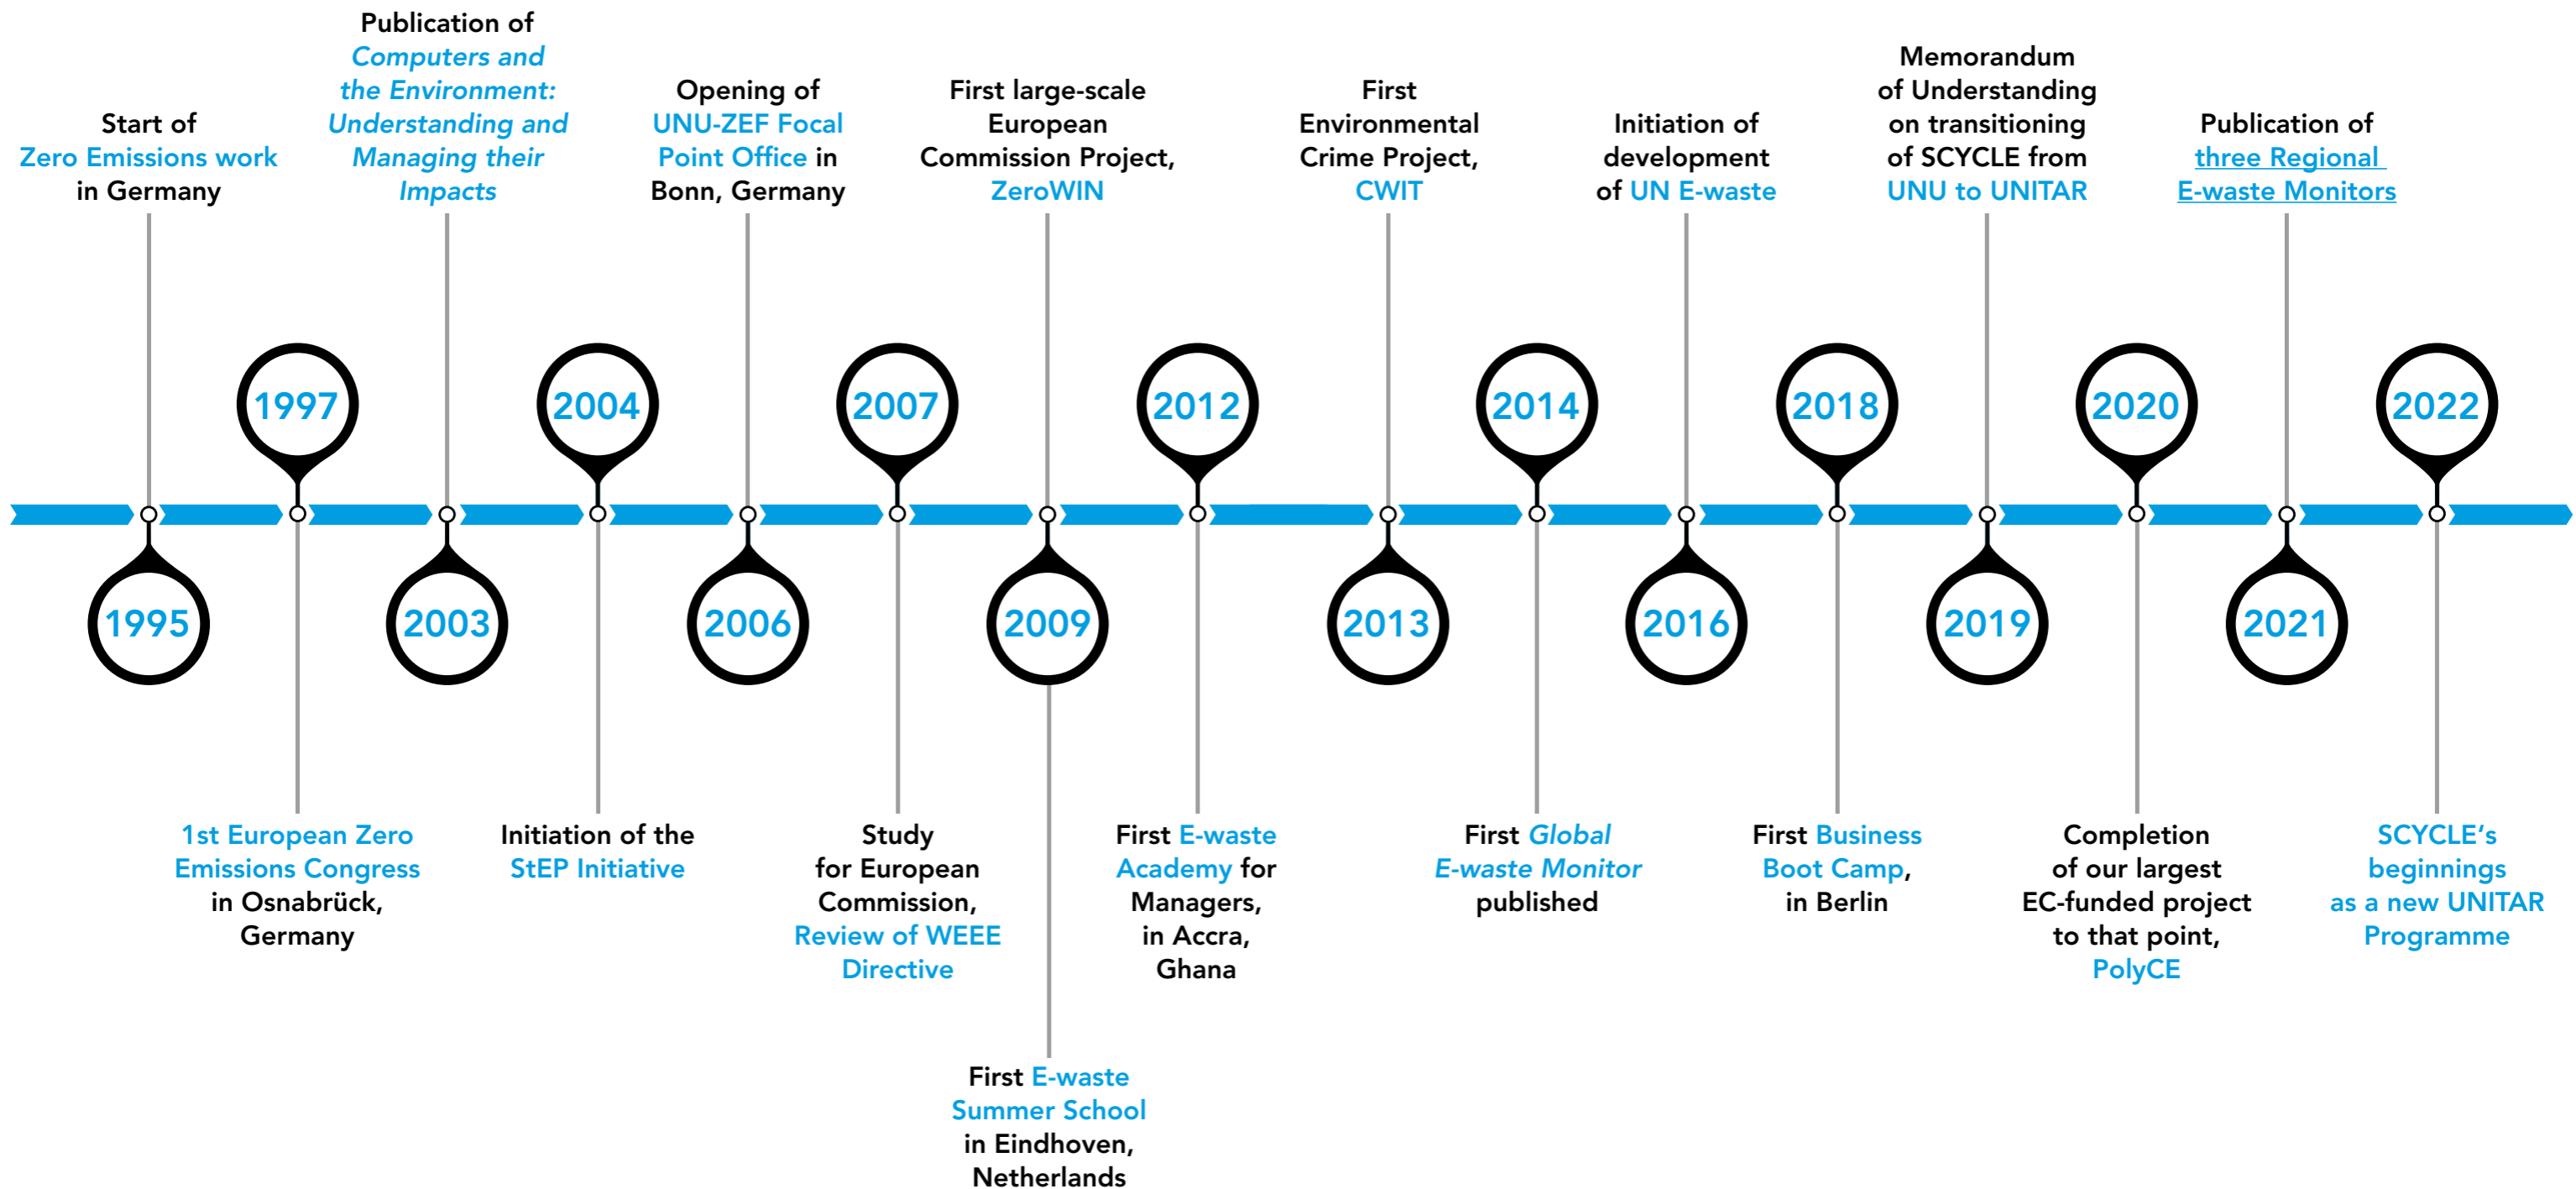 Start of
Zero Emissions work
in Germany
1995
1997
1st European Zero
Emissions Congress
in Osnabrück,
Germany
Publication of
Computers and
the Environment:
Understanding and
Managing their
Impacts
2003
2004
Initiation of the
StEP Initiative
Opening of
UNU-ZEF Focal
Point Office in
Bonn, Germany
2006
2007
Study
for European
Commission,
Review of WEEE
Directive
First large-scale
European
Commission Project,
ZeroWIN
2009
First E-waste
Summer School
in Eindhoven,
Netherlands
2012
First E-waste
Academy for
Managers,
in Accra,
Ghana
First
Environmental
Crime Project,
CWIT
2013
2014
First Global
E-waste Monitor
published
Initiation of
development
of UN E-waste
2016
2018
First Business
Boot Camp,
in Berlin
Memorandum
of Understanding
on transitioning
of SCYCLE from
UNU to UNITAR
2019
2020
Completion
of our largest
EC-funded project
to that point,
PolyCE
Publication of
three Regional
E-waste Monitors
2021
2022
SCYCLE‘s
beginnings
as a new UNITAR
Programme